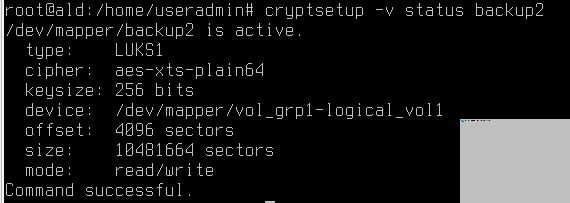 root@ald:/home/useradmin# cryptsetup -v status backup2
/dev/mapper/backup2 is active.
  type:    LUKS1
  cipher:  aes-xts-plain64
  keysize: 256 bits
  device:  /dev/mapper/vol_grp1-logical_vol1
  offset:  4096 sectors
  size:    10481664 sectors
  mode:    read/write
Command successful.